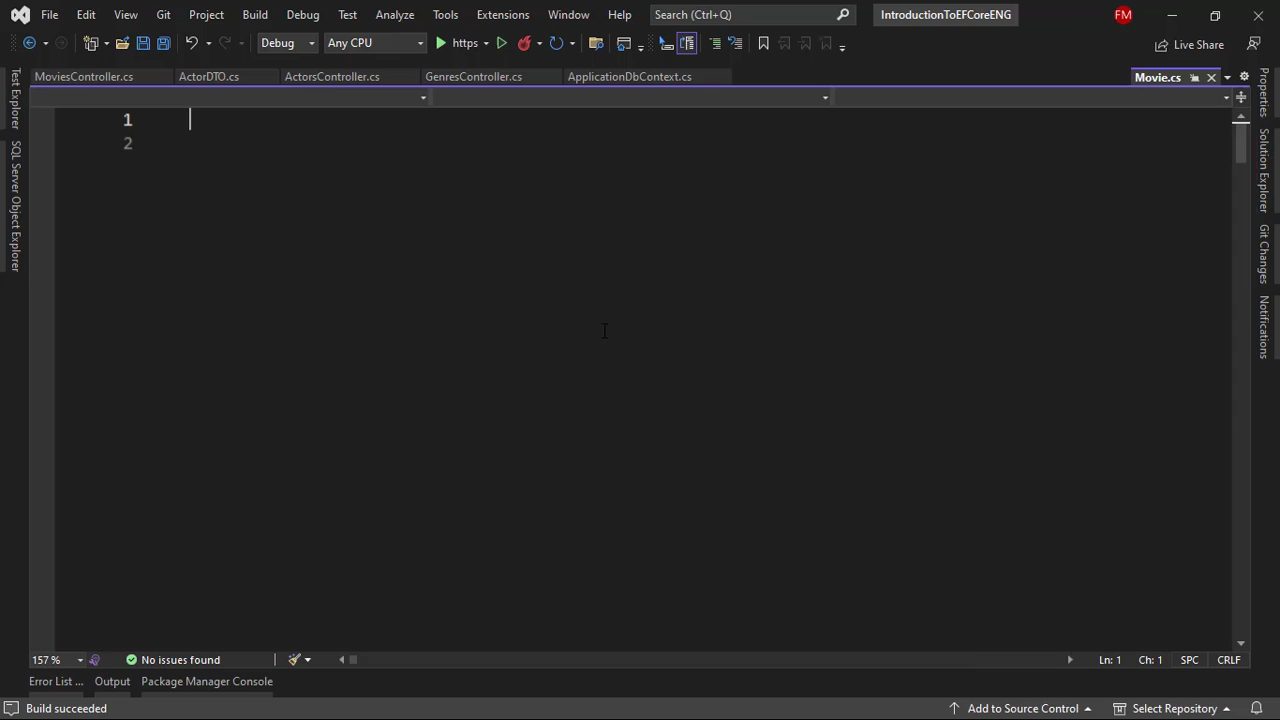 File Edit View Git Project Build Debug Test Analyze Tools Extensions Window Help Search (Ctrl+Q) IntroductionToEFCoreENG FM
Debug Any CPU https Live Share
MoviesController.cs ActorDTO.cs ActorsController.cs GenresController.cs ApplicationDbContext.cs Movie.cs
1
2
Test Explorer
SQL Server Object Explorer
Properties
Solution Explorer
Git Changes
Notifications
157 % No issues found Ln: 1 Ch: 1 SPC CRLF
Error List ... Output Package Manager Console
Build succeeded Add to Source Control Select Repository